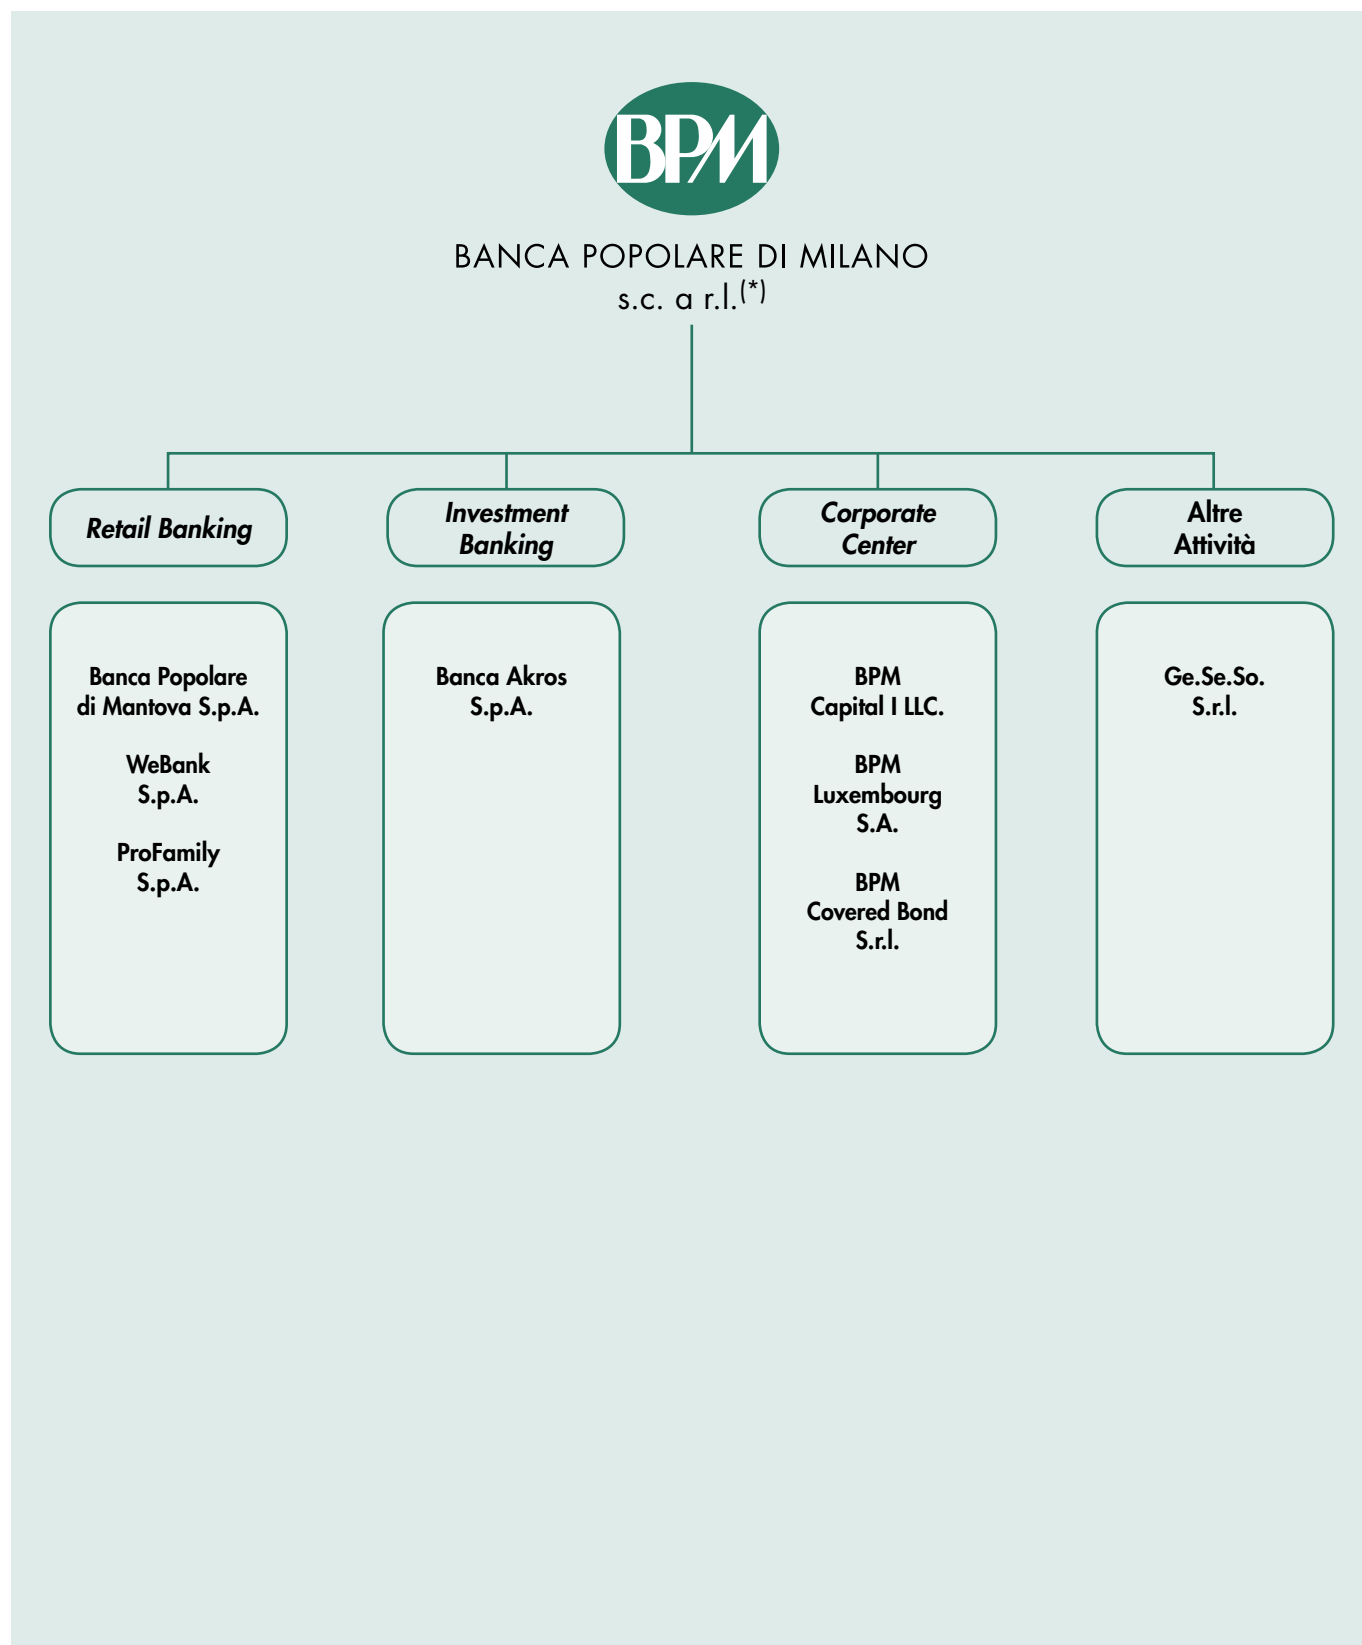 BPM
BANCA POPOLARE DI MILANO
s.c. a r.l.(*)
Retail Banking
Investment
Banking
Corporate
Center
Altre
Attività
Banca Popolare
di Mantova S.p.A.
WeBank
S.p.A.
ProFamily
S.p.A.
Banca Akros
S.p.A.
BPM
Capital I LLC.
BPM
Luxembourg
S.A.
BPM
Covered Bond
S.r.l.
Ge.Se.So.
S.r.l.